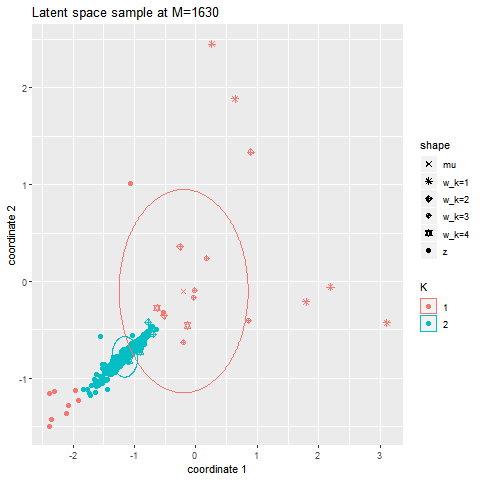 Latent space sample at M=1630
coordinate 2
2
1
0
-1
-2
-1
0
1
2
3
coordinate 1
shape
mu
w_k=1
w_k=2
w_k=3
w_k=4
z
K
1
2